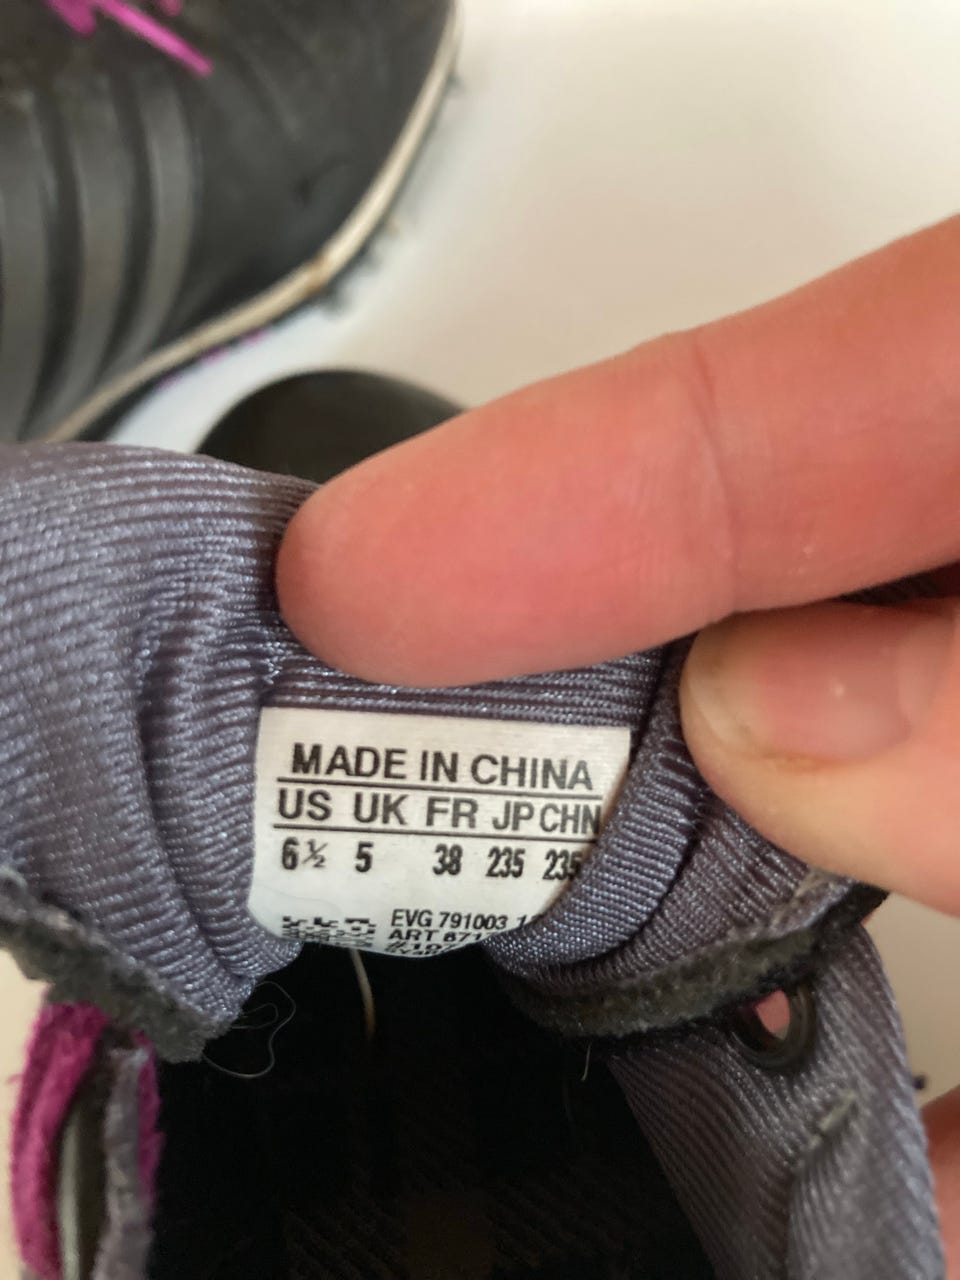 MADE IN CHINA
US UK FR JP CHN
6½ 5 38 235 235
EVG 791003
ART